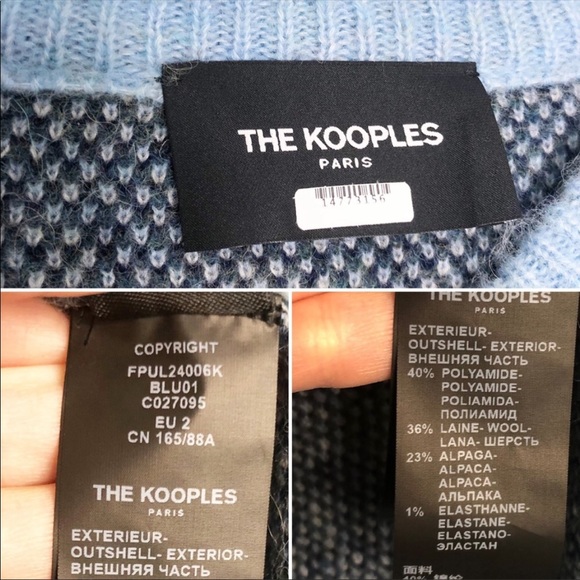 THE KOOPLES
PARIS
14773156
COPYRIGHT
FPUL24006K
BLU01
C027095
EU 2
CN 165/88A
THE KOOPLES
PARIS
EXTERIEUR-
OUTSHELL- EXTERIOR-
ВНЕШНЯЯ ЧАСТЬ
THE KOOPLES
PARIS
EXTERIEUR-
OUTSHELL- EXTERIOR-
ВНЕШНЯЯ ЧАСТЬ
40% POLYAMIDE-
POLYAMIDE-
POLIAMIDA-
ПОЛИАМИД
36% LAINE- WOOL-
LANA- ШЕРСТЬ
23% ALPAGA-
ALPACA-
ALPACA-
АЛЬПАКА
1% ELASTHANNE-
ELASTANE-
ELASTANO-
ЭЛАСТАН
面料